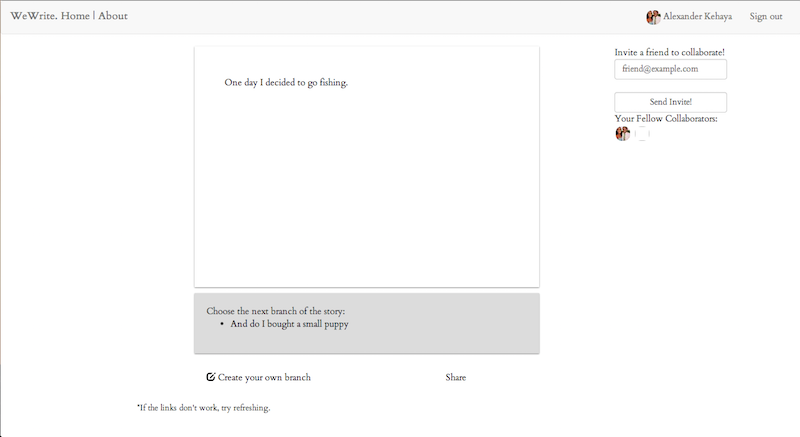 WeWrite. Home | About
Alexander Kehaya Sign out
One day I decided to go fishing.
Invite a friend to collaborate!
friend@example.com
Send Invite!
Your Fellow Collaborators:
Choose the next branch of the story:
• And do I bought a small puppy
Create your own branch
Share
*If the links don't work, try refreshing.